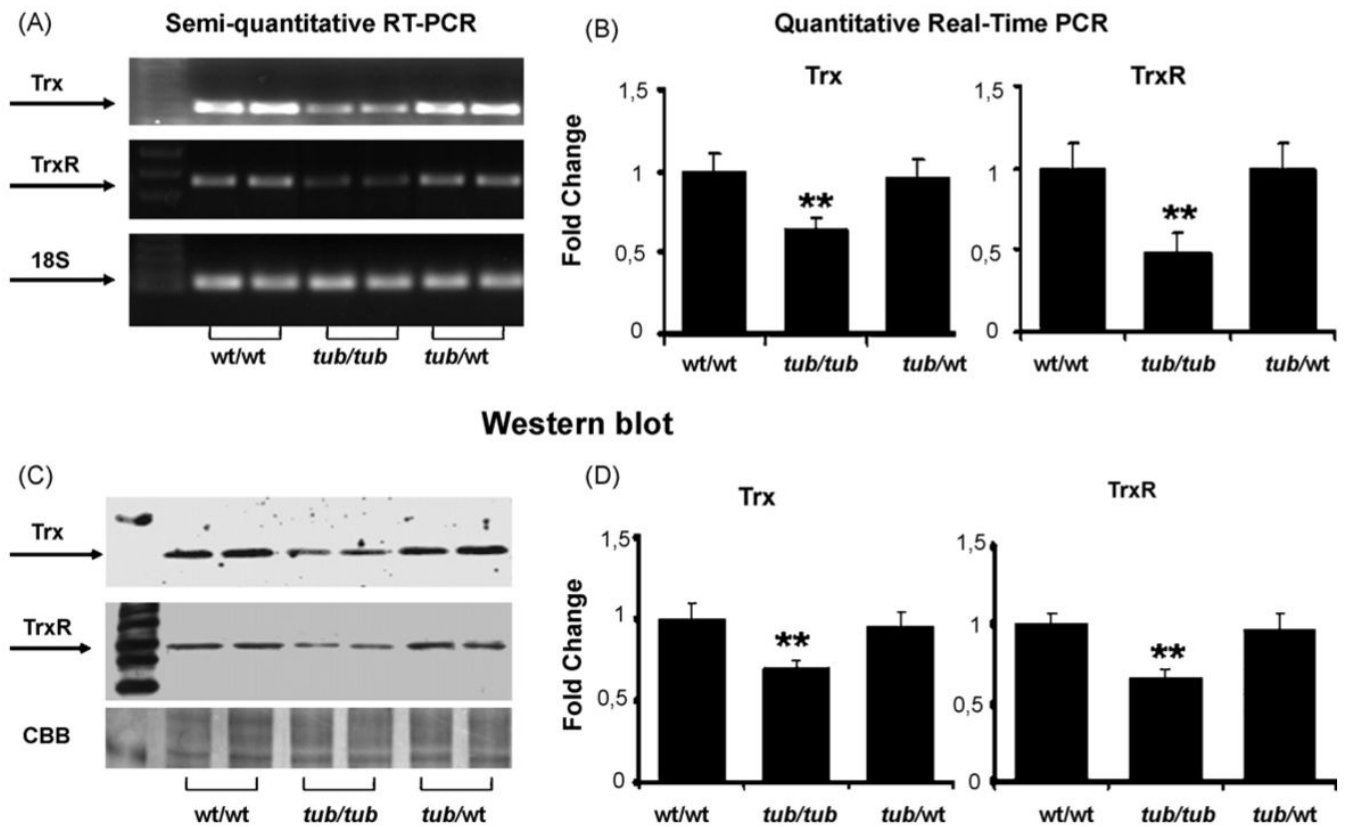 (A) Semi-quantitative RT-PCR
Trx
TrxR
18S
wt/wt tub/tub tub/wt
(B) Quantitative Real-Time PCR
Trx
Fold Change
1,5
1
0,5
0
**
wt/wt tub/tub tub/wt
TrxR
1,5
1
0,5
0
**
wt/wt tub/tub tub/wt
Western blot
(C)
Trx
TrxR
CBB
wt/wt tub/tub tub/wt
(D)
Trx
Fold Change
1,5
1
0,5
0
**
wt/wt tub/tub tub/wt
TrxR
1,5
1
0,5
0
**
wt/wt tub/tub tub/wt